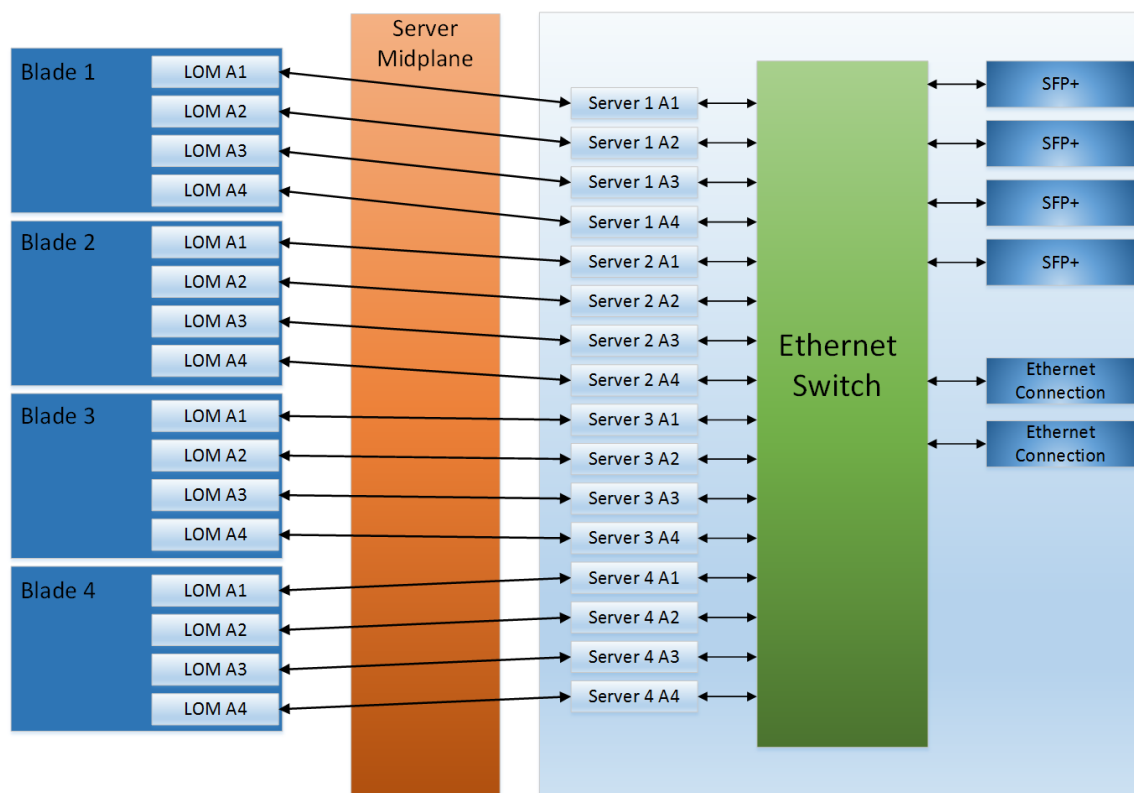 Server
Midplane
Blade 1
LOM A1
LOM A2
LOM A3
LOM A4
Blade 2
LOM A1
LOM A2
LOM A3
LOM A4
Blade 3
LOM A1
LOM A2
LOM A3
LOM A4
Blade 4
LOM A1
LOM A2
LOM A3
LOM A4
Server 1 A1
Server 1 A2
Server 1 A3
Server 1 A4
Server 2 A1
Server 2 A2
Server 2 A3
Server 2 A4
Server 3 A1
Server 3 A2
Server 3 A3
Server 3 A4
Server 4 A1
Server 4 A2
Server 4 A3
Server 4 A4
Ethernet
Switch
SFP+
SFP+
SFP+
SFP+
Ethernet
Connection
Ethernet
Connection